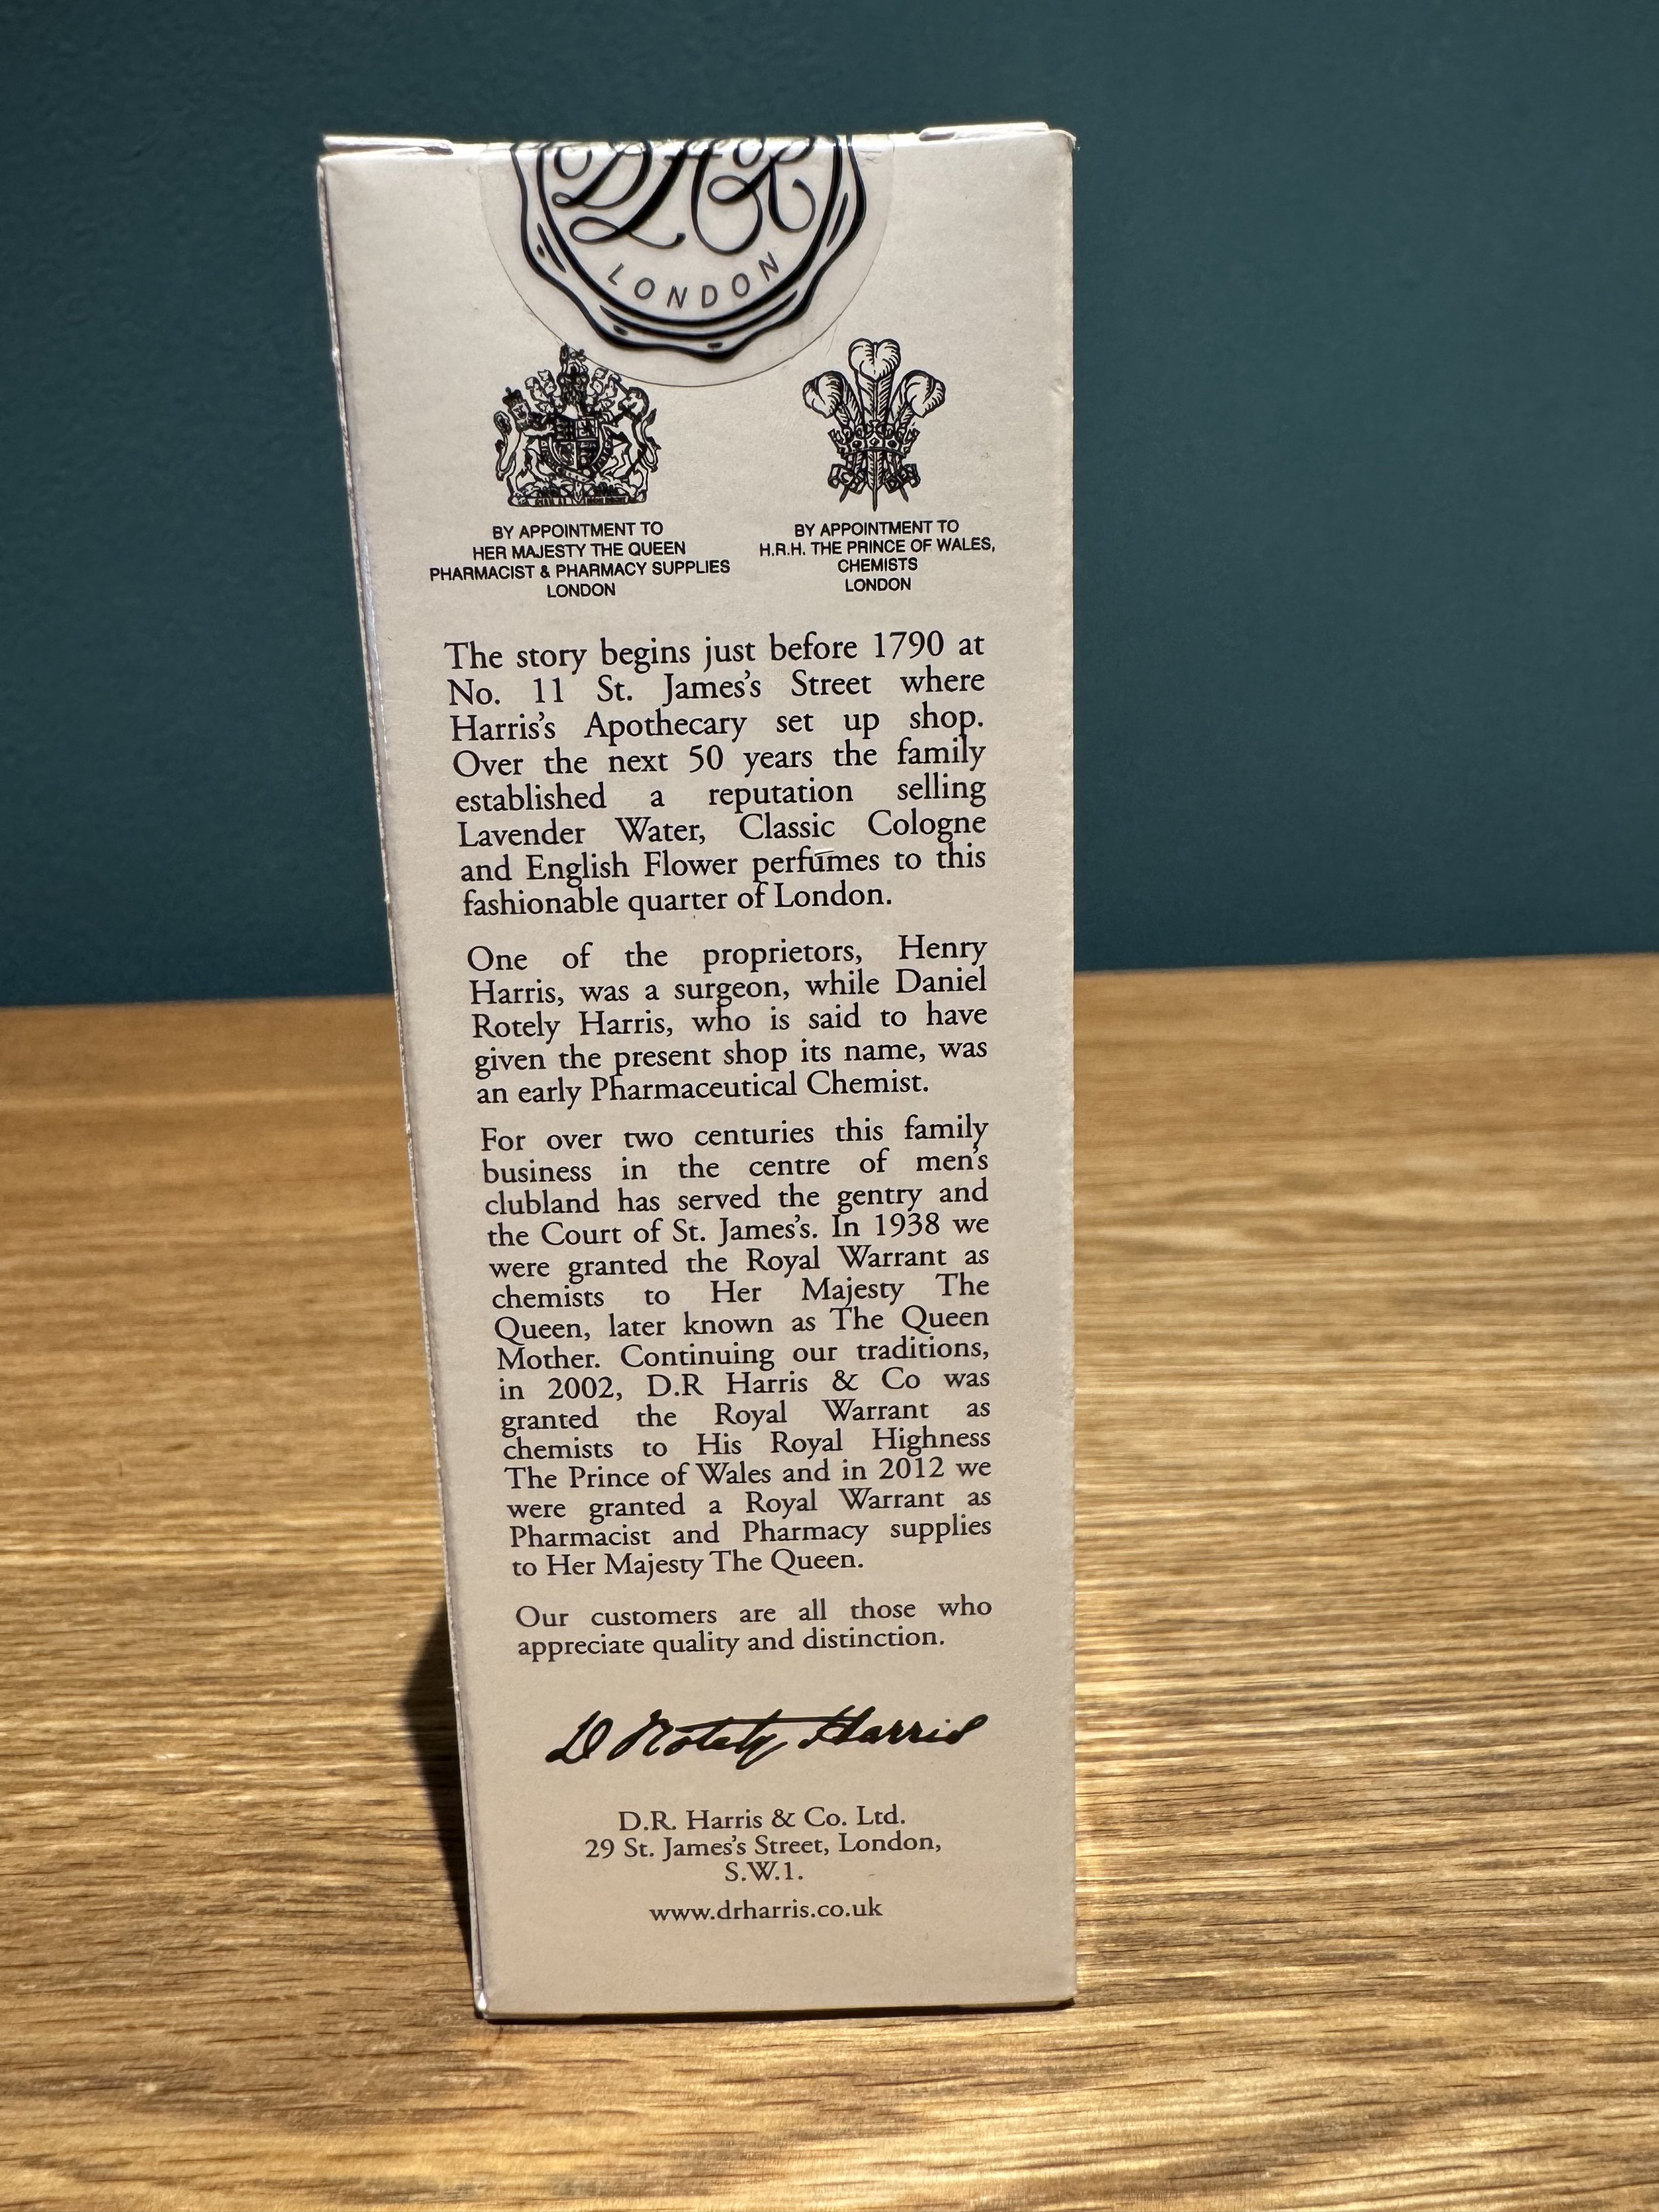 DR
LONDON
BY APPOINTMENT TO
HER MAJESTY THE QUEEN
PHARMACIST & PHARMACY SUPPLIES
LONDON
BY APPOINTMENT TO
H.R.H. THE PRINCE OF WALES,
CHEMISTS
LONDON
The story begins just before 1790 at
No. 11 St. James's Street where
Harris's Apothecary set up shop.
Over the next 50 years the family
established a reputation selling
Lavender Water, Classic Cologne
and English Flower perfumes to this
fashionable quarter of London.
One of the proprietors, Henry
Harris, was a surgeon, while Daniel
Rotely Harris, who is said to have
given the present shop its name, was
an early Pharmaceutical Chemist.
For over two centuries this family
business in the centre of men's
clubland has served the gentry and
the Court of St. James's. In 1938 we
were granted the Royal Warrant as
chemists to Her Majesty The
Queen, later known as The Queen
Mother. Continuing our traditions,
in 2002, D.R Harris & Co was
granted the Royal Warrant as
chemists to His Royal Highness
The Prince of Wales and in 2012 we
were granted a Royal Warrant as
Pharmacist and Pharmacy supplies
to Her Majesty The Queen.
Our customers are all those who
appreciate quality and distinction.
D Rotely Harris
D.R. Harris & Co. Ltd.
29 St. James's Street, London,
S.W.1.
www.drharris.co.uk